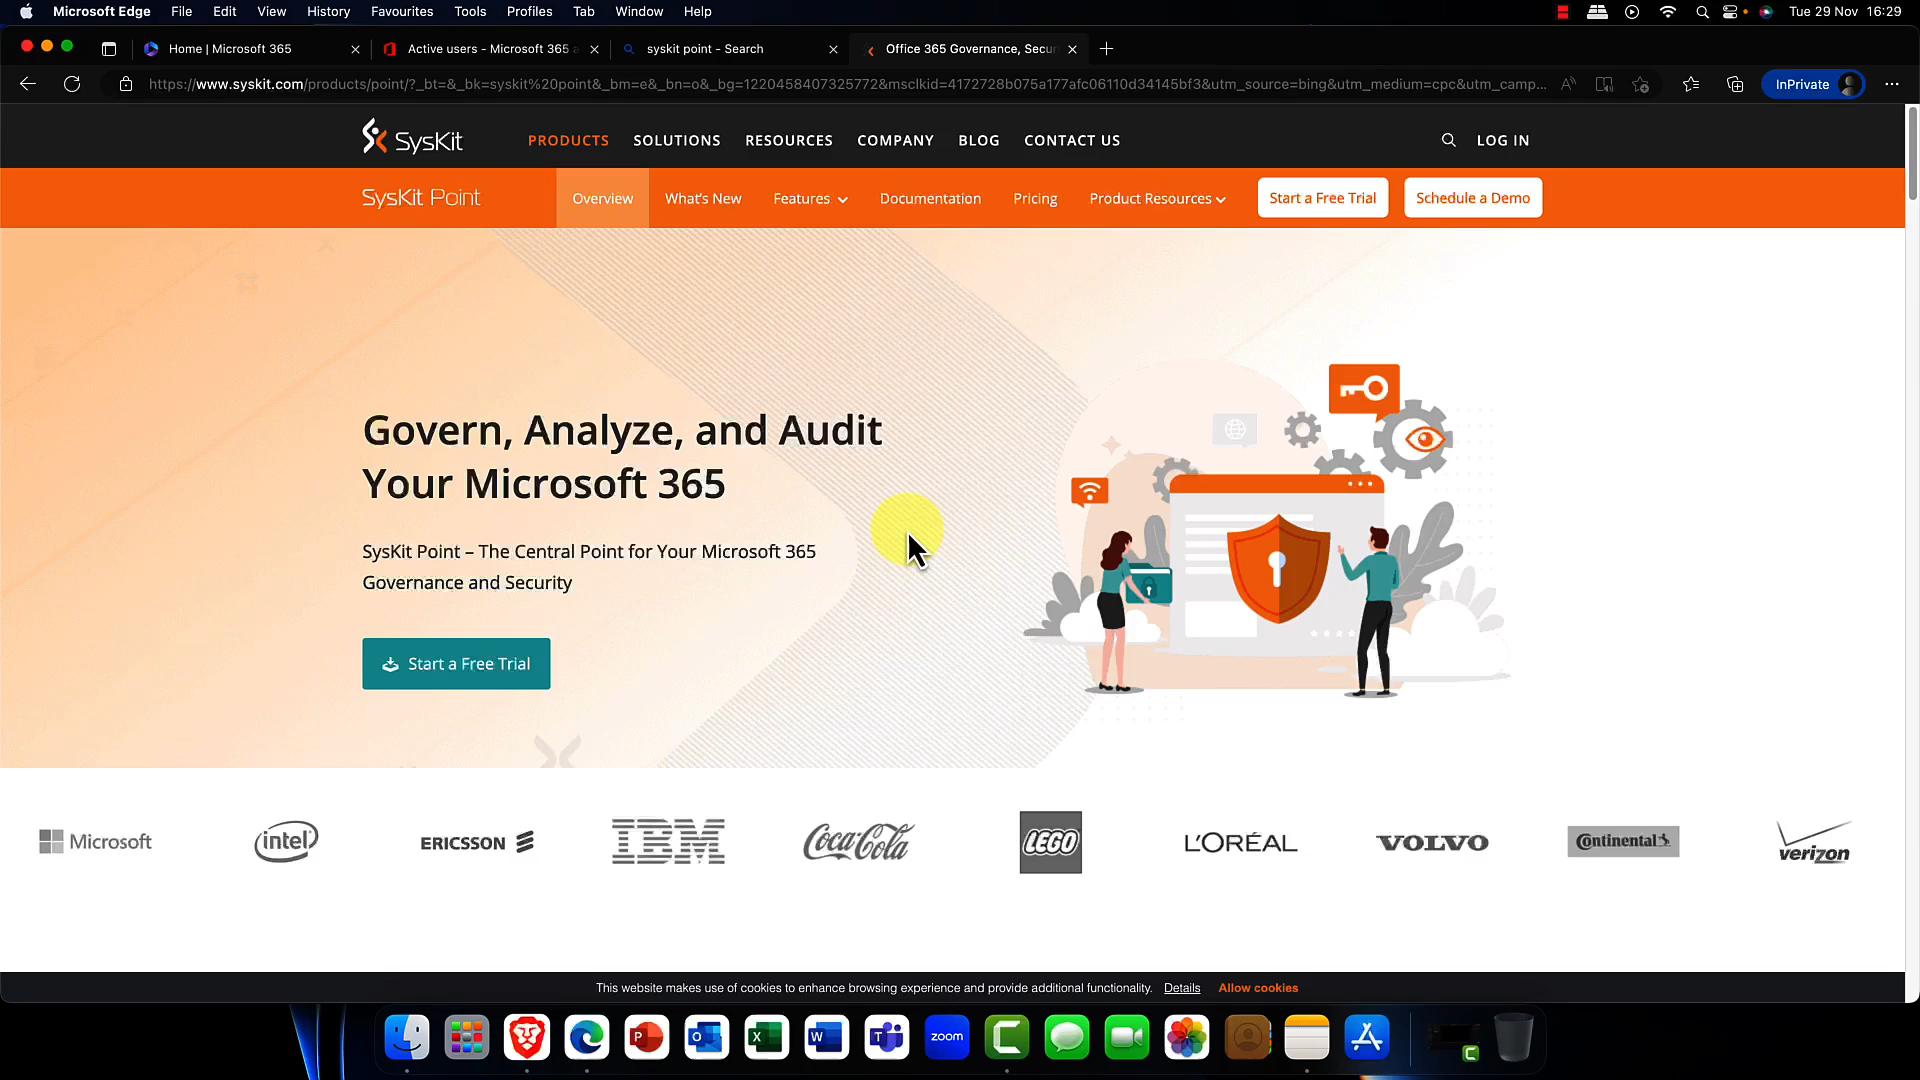 Microsoft Edge File Edit View History Favourites Tools Profiles Tab Window Help Tue 29 Nov 16:29
Home | Microsoft 365
Active users - Microsoft 365 a
syskit point - Search
Office 365 Governance, Secur
https://www.syskit.com/products/point/?_bt=&_bk=syskit%20point&_bm=e&_bn=o&_bg=1220458407325772&msclkid=4172728b075a177afc06110d34145bf3&utm_source=bing&utm_medium=cpc&utm_camp...
InPrivate
SysKit PRODUCTS SOLUTIONS RESOURCES COMPANY BLOG CONTACT US LOG IN
SysKit Point Overview What's New Features Documentation Pricing Product Resources Start a Free Trial Schedule a Demo
Govern, Analyze, and Audit
Your Microsoft 365
SysKit Point – The Central Point for Your Microsoft 365
Governance and Security
Start a Free Trial
Microsoft intel ERICSSON IBM Coca-Cola LEGO L'ORÉAL VOLVO Continental verizon
This website makes use of cookies to enhance browsing experience and provide additional functionality. Details Allow cookies
zoom